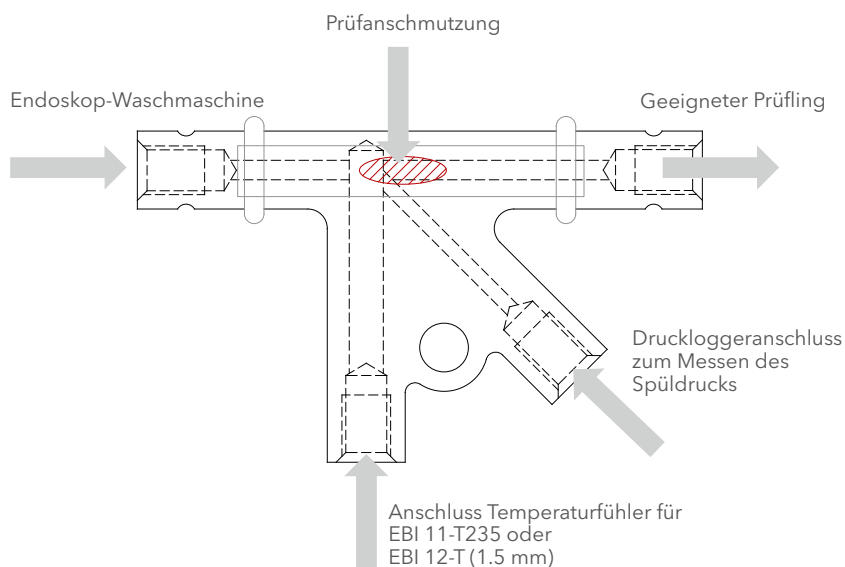 Prüfanschmutzung
Endoskop-Waschmaschine
Geeigneter Prüfling
Druckloggeranschluss
zum Messen des
Spüldrucks
Anschluss Temperaturfühler für
EBI 11-T235 oder
EBI 12-T (1.5 mm)